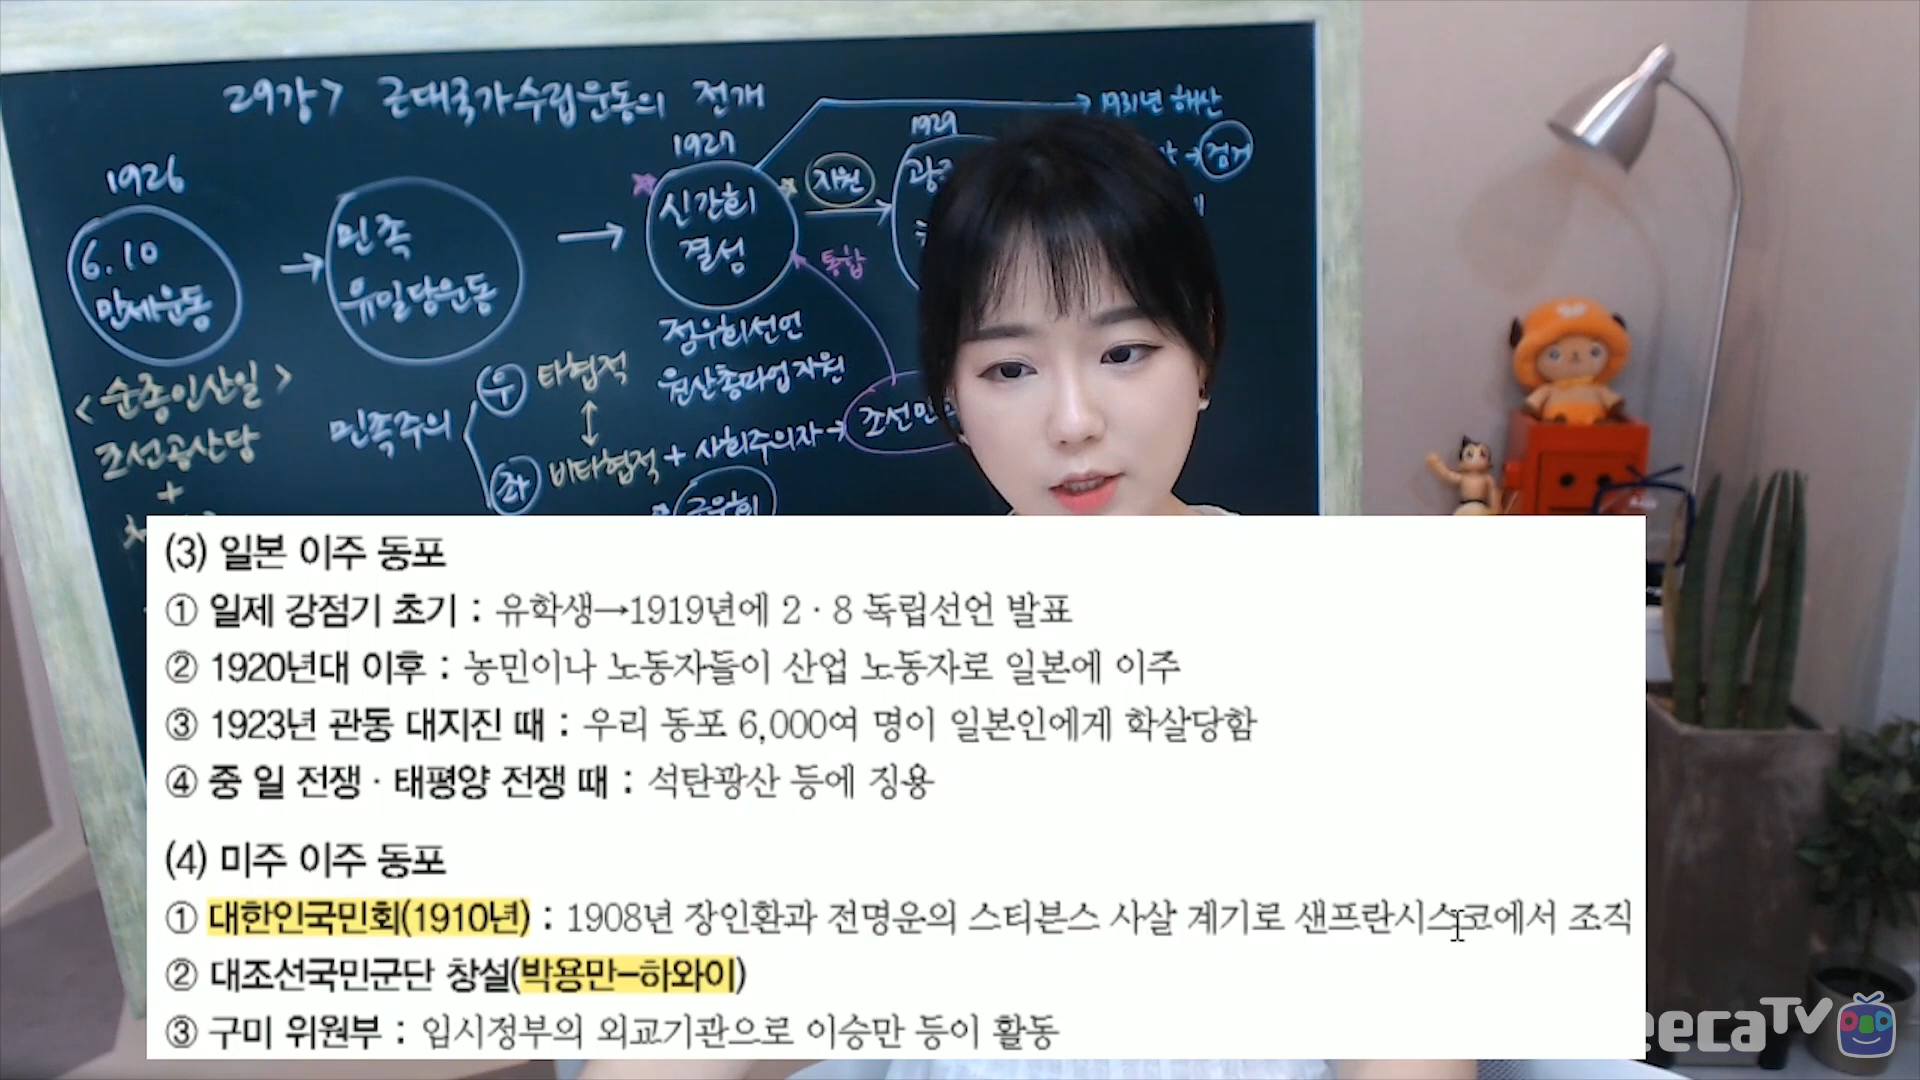 29강> 근대국가수립운동의 전개
1926
6.10
만세운동
<순종인산일>
조선공산당
+
민족
유일당운동
민족주의
우 타협적
좌 비타협적 + 사회주의자
1927
신간회
결성
정우회선언
원산총파업 지원
근우회
지원
통합
조선민
1929
광주
1931년 해산
검거
(3) 일본 이주 동포
① 일제 강점기 초기 : 유학생→1919년에 2·8 독립선언 발표
② 1920년대 이후 : 농민이나 노동자들이 산업 노동자로 일본에 이주
③ 1923년 관동 대지진 때 : 우리 동포 6,000여 명이 일본인에게 학살당함
④ 중 일 전쟁·태평양 전쟁 때 : 석탄광산 등에 징용
(4) 미주 이주 동포
① 대한인국민회(1910년) : 1908년 장인환과 전명운의 스티븐스 사살 계기로 샌프란시스코에서 조직
② 대조선국민군단 창설(박용만–하와이)
③ 구미 위원부 : 임시정부의 외교기관으로 이승만 등이 활동
eecaTV